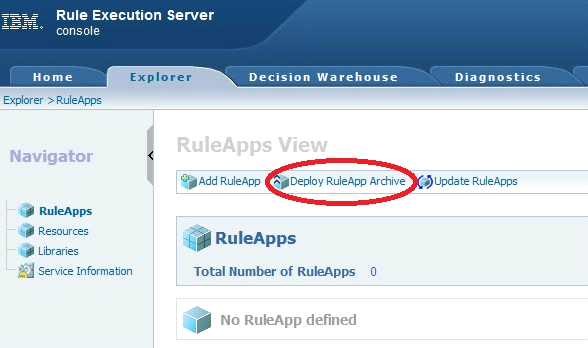 IBM. Rule Execution Server
console
Home Explorer Decision Warehouse Diagnostics
Explorer >RuleApps
Navigator
RuleApps
Resources
Libraries
Service Information
RuleApps View
Add RuleApp Deploy RuleApp Archive Update RuleApps
RuleApps
Total Number of RuleApps 0
No RuleApp defined